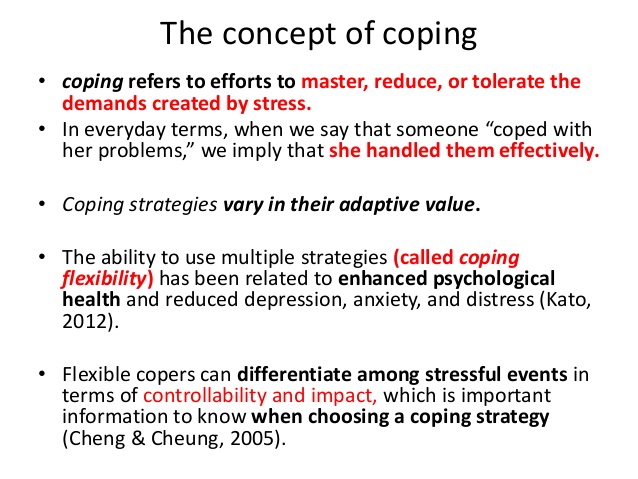 The concept of coping
• coping refers to efforts to master, reduce, or tolerate the
demands created by stress.
• In everyday terms, when we say that someone “coped with
her problems,” we imply that she handled them effectively.
• Coping strategies vary in their adaptive value.
• The ability to use multiple strategies (called coping
flexibility) has been related to enhanced psychological
health and reduced depression, anxiety, and distress (Kato,
2012).
• Flexible copers can differentiate among stressful events in
terms of controllability and impact, which is important
information to know when choosing a coping strategy
(Cheng & Cheung, 2005).